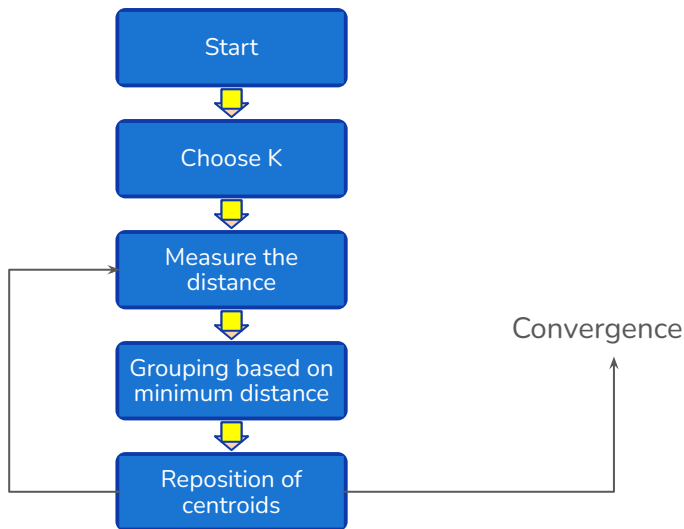 Start
Choose K
Measure the
distance
Grouping based on
minimum distance
Convergence
Reposition of
centroids